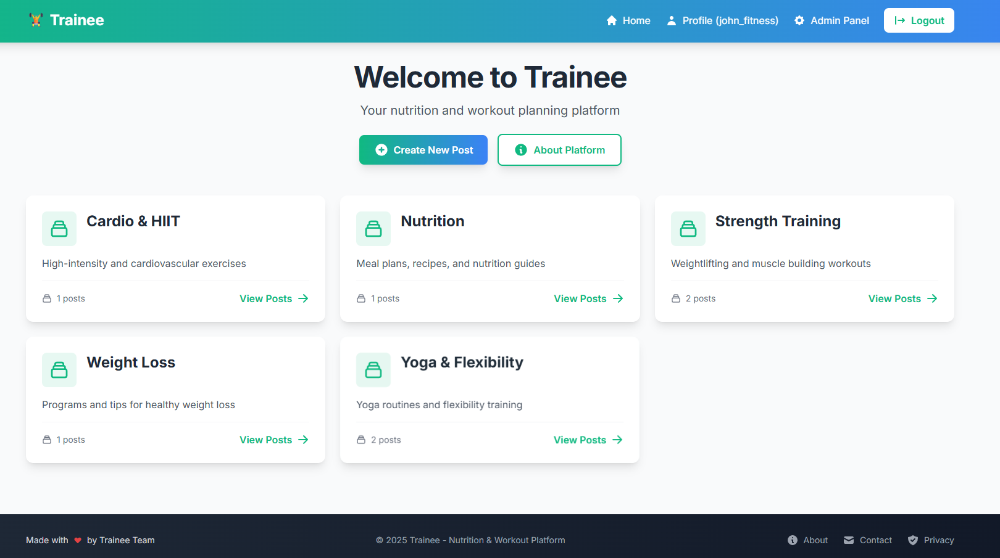 Trainee
Home
Profile (john_fitness)
Admin Panel
Logout
Welcome to Trainee
Your nutrition and workout planning platform
Create New Post
About Platform
Cardio & HIIT
High-intensity and cardiovascular exercises
1 posts
View Posts
Nutrition
Meal plans, recipes, and nutrition guides
1 posts
View Posts
Strength Training
Weightlifting and muscle building workouts
2 posts
View Posts
Weight Loss
Programs and tips for healthy weight loss
1 posts
View Posts
Yoga & Flexibility
Yoga routines and flexibility training
2 posts
View Posts
Made with ❤ by Trainee Team
© 2025 Trainee - Nutrition & Workout Platform
About
Contact
Privacy